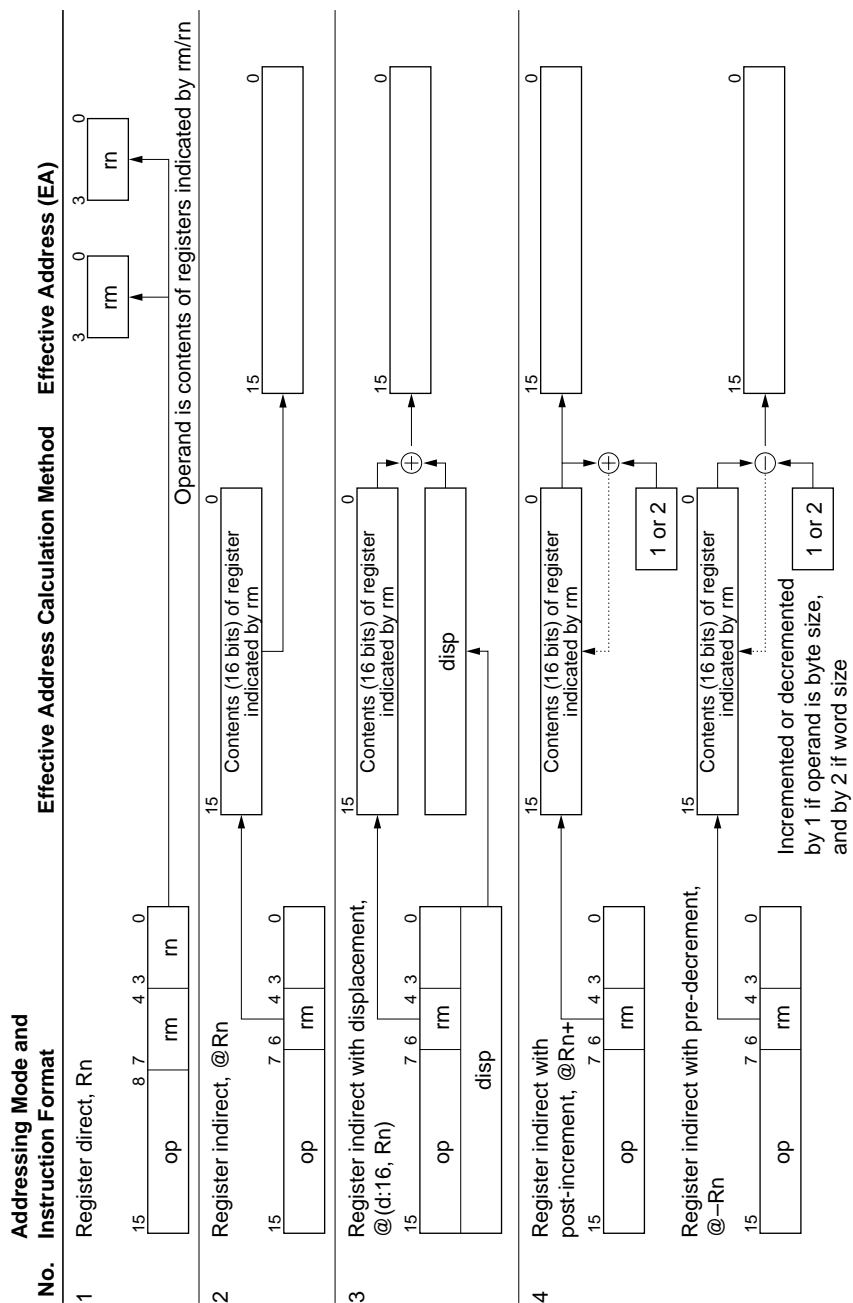 Addressing Mode and
No. Instruction Format Effective Address Calculation Method Effective Address (EA)
1 Register direct, Rn
3 0 3 0
rm rn
15 8 7 4 3 0
op rm rn
Operand is contents of registers indicated by rm/rn
2 Register indirect, @Rn
15 0
Contents (16 bits) of register
indicated by rm
15 0
15 7 6 4 3 0
op rm
3 Register indirect with displacement,
@(d:16, Rn)
15 0
Contents (16 bits) of register
indicated by rm
15 0
15 7 6 4 3 0
op rm
disp
disp
4 Register indirect with
post-increment, @Rn+
15 0
Contents (16 bits) of register
indicated by rm
15 0
15 7 6 4 3 0
op rm
1 or 2
Register indirect with pre-decrement,
@–Rn
15 0
Contents (16 bits) of register
indicated by rm
15 0
15 7 6 4 3 0
op rm
1 or 2
Incremented or decremented
by 1 if operand is byte size,
and by 2 if word size